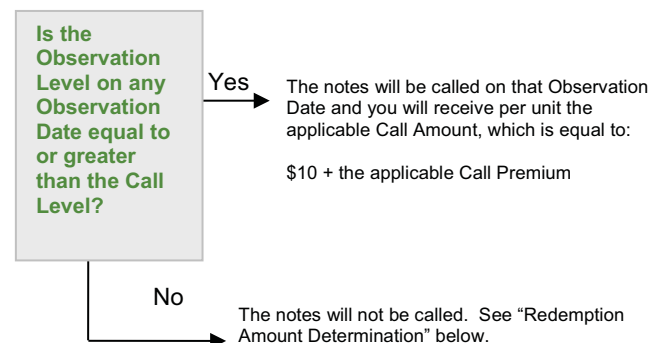 Is the
Observation
Level on any
Observation
Date equal to
or greater
than the Call
Level?
Yes
The notes will be called on that Observation
Date and you will receive per unit the
applicable Call Amount, which is equal to:
$10 + the applicable Call Premium
No
The notes will not be called.  See “Redemption
Amount Determination” below.